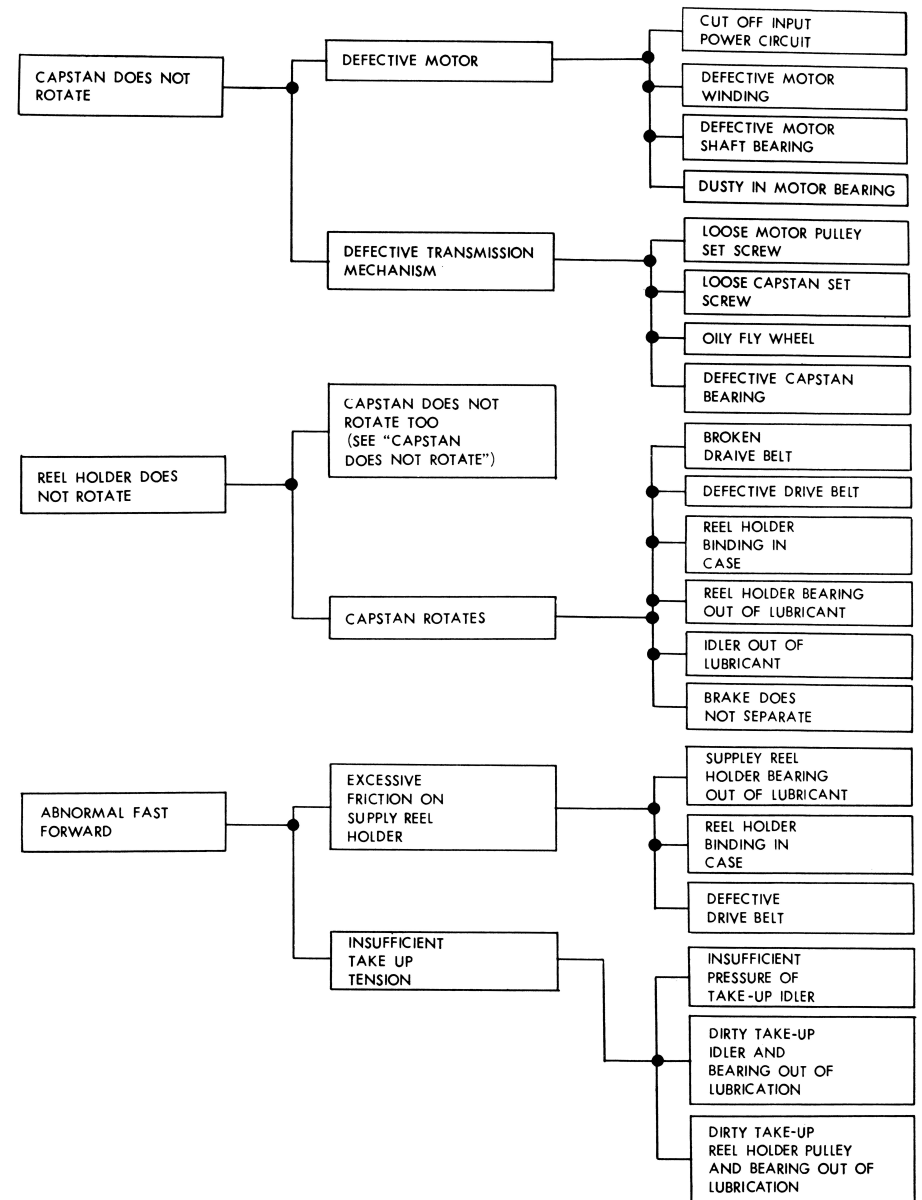 CAPSTAN DOES NOT
ROTATE
DEFECTIVE MOTOR
CUT OFF INPUT
POWER CIRCUIT
DEFECTIVE MOTOR
WINDING
DEFECTIVE MOTOR
SHAFT BEARING
DUSTY IN MOTOR BEARING
DEFECTIVE TRANSMISSION
MECHANISM
LOOSE MOTOR PULLEY
SET SCREW
LOOSE CAPSTAN SET
SCREW
OILY FLY WHEEL
DEFECTIVE CAPSTAN
BEARING
REEL HOLDER DOES
NOT ROTATE
CAPSTAN DOES NOT
ROTATE TOO
(SEE "CAPSTAN
DOES NOT ROTATE")
CAPSTAN ROTATES
BROKEN
DRAIVE BELT
DEFECTIVE DRIVE BELT
REEL HOLDER
BINDING IN
CASE
REEL HOLDER BEARING
OUT OF LUBRICANT
IDLER OUT OF
LUBRICANT
BRAKE DOES
NOT SEPARATE
ABNORMAL FAST
FORWARD
EXCESSIVE
FRICTION ON
SUPPLY REEL
HOLDER
SUPPLEY REEL
HOLDER BEARING
OUT OF LUBRICANT
REEL HOLDER
BINDING IN
CASE
DEFECTIVE
DRIVE BELT
INSUFFICIENT
TAKE UP
TENSION
INSUFFICIENT
PRESSURE OF
TAKE-UP IDLER
DIRTY TAKE-UP
IDLER AND
BEARING OUT OF
LUBRICATION
DIRTY TAKE-UP
REEL HOLDER PULLEY
AND BEARING OUT OF
LUBRICATION